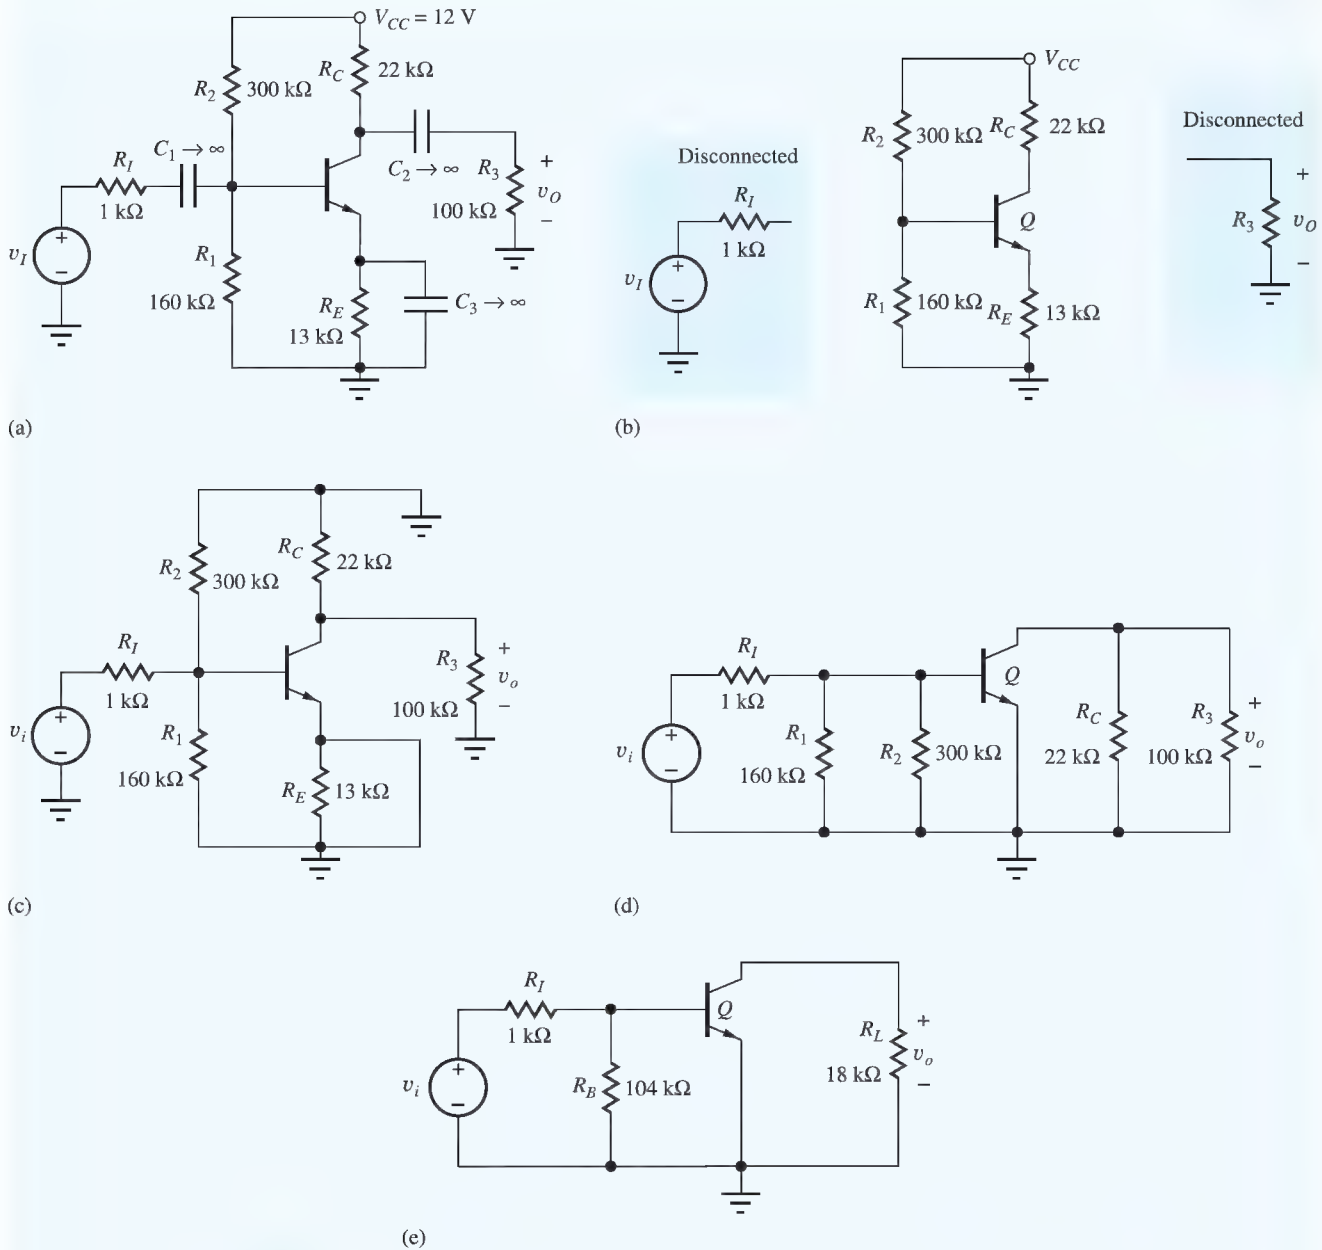 V_CC = 12 V
R_C 22 kΩ
R_2 300 kΩ
C_1 → ∞
R_I
1 kΩ
C_2 → ∞
R_3
100 kΩ
+
v_O
−
v_I
+
−
R_1
160 kΩ
R_E
13 kΩ
C_3 → ∞
(a)
Disconnected
R_I
1 kΩ
v_I
+
−
V_CC
R_2 300 kΩ
R_C 22 kΩ
Q
R_1 160 kΩ
R_E 13 kΩ
Disconnected
R_3
+
v_O
−
(b)
R_C
22 kΩ
R_2
300 kΩ
R_I
1 kΩ
v_i
+
−
R_1
160 kΩ
R_E 13 kΩ
R_3
100 kΩ
+
v_o
−
(c)
R_I
1 kΩ
v_i
+
−
R_1
160 kΩ
R_2 300 kΩ
Q
R_C
22 kΩ
R_3
100 kΩ
+
v_o
−
(d)
R_I
1 kΩ
v_i
+
−
R_B 104 kΩ
Q
R_L
18 kΩ
+
v_o
−
(e)